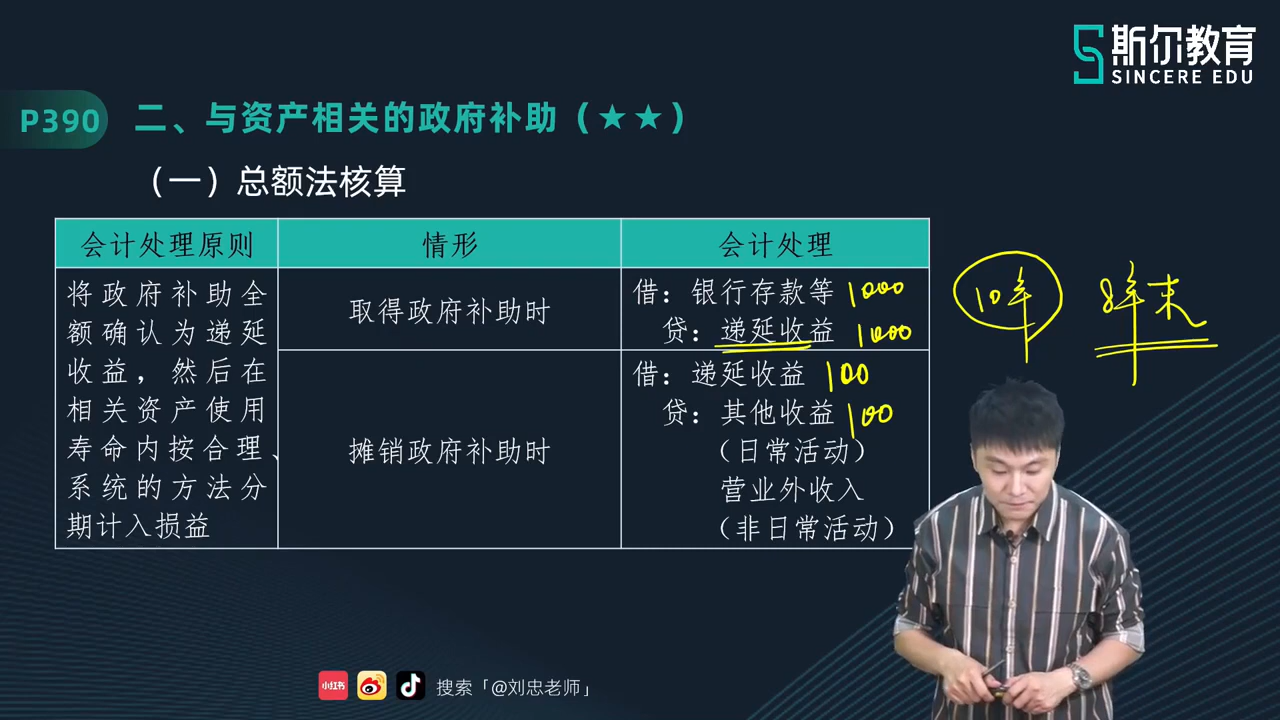 斯尔教育
SINCERE EDU
P390
二、与资产相关的政府补助（★★）
（一）总额法核算
会计处理原则
情形
会计处理
将政府补助全
额确认为递延
收益，然后在
相关资产使用
寿命内按合理、
系统的方法分
期计入损益
取得政府补助时
借：银行存款等 1000
贷：递延收益 1000
摊销政府补助时
借：递延收益 100
贷：其他收益 100
（日常活动）
营业外收入
（非日常活动）
10年
8年末
小红书
搜索「@刘忠老师」